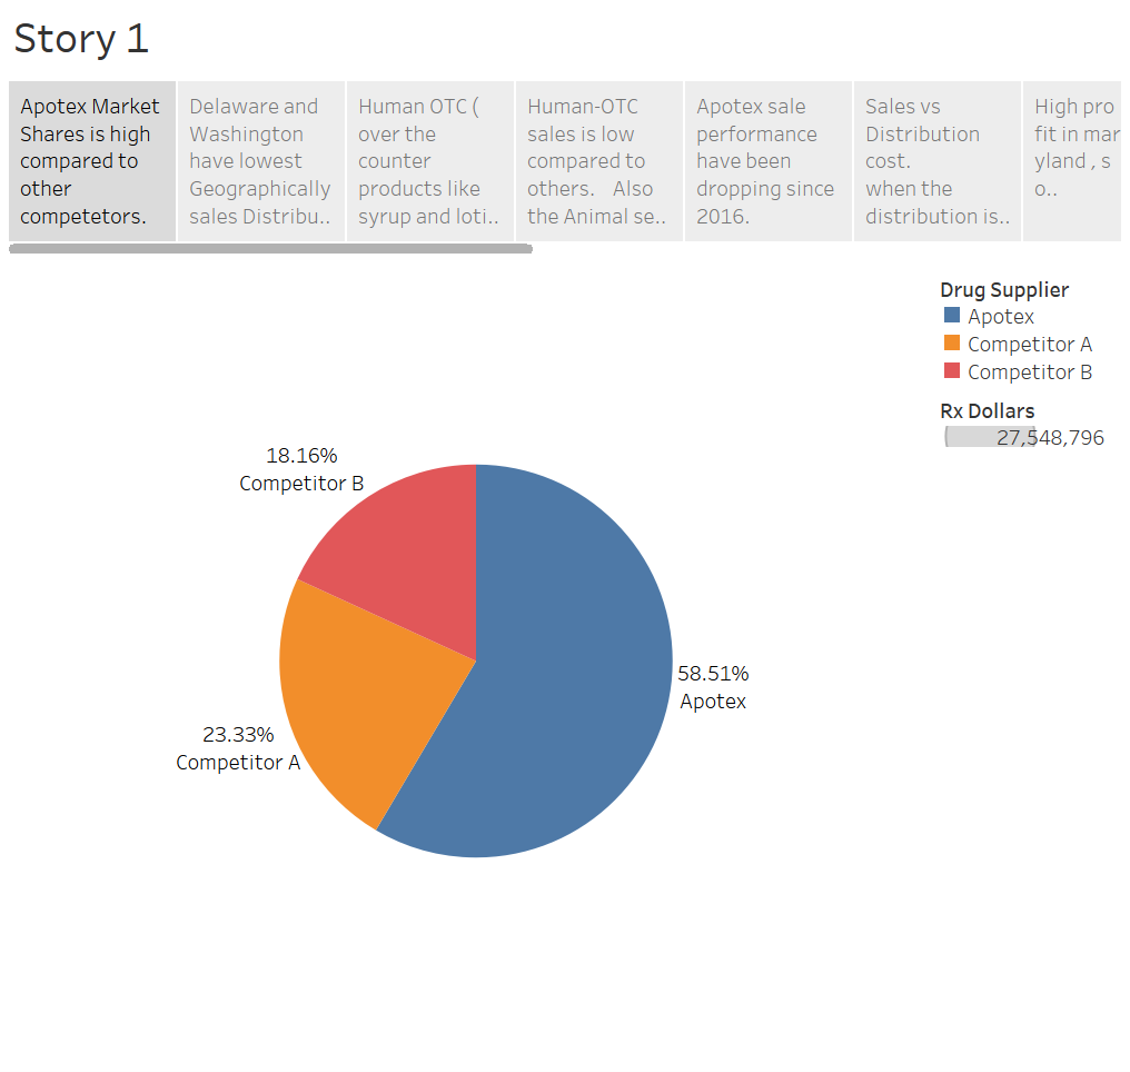 Story 1
Apotex Market
Shares is high
compared to
other
competetors.
Delaware and
Washington
have lowest
Geographically
sales Distribu..
Human OTC (
over the
counter
products like
syrup and loti..
Human-OTC
sales is low
compared to
others.    Also
the Animal se..
Apotex sale
performance
have been
dropping since
2016.
Sales vs
Distribution
cost.
when the
distribution is..
High pro
fit in mar
yland , s
o..
Drug Supplier
Apotex
Competitor A
Competitor B
Rx Dollars
27,548,796
18.16%
Competitor B
58.51%
Apotex
23.33%
Competitor A